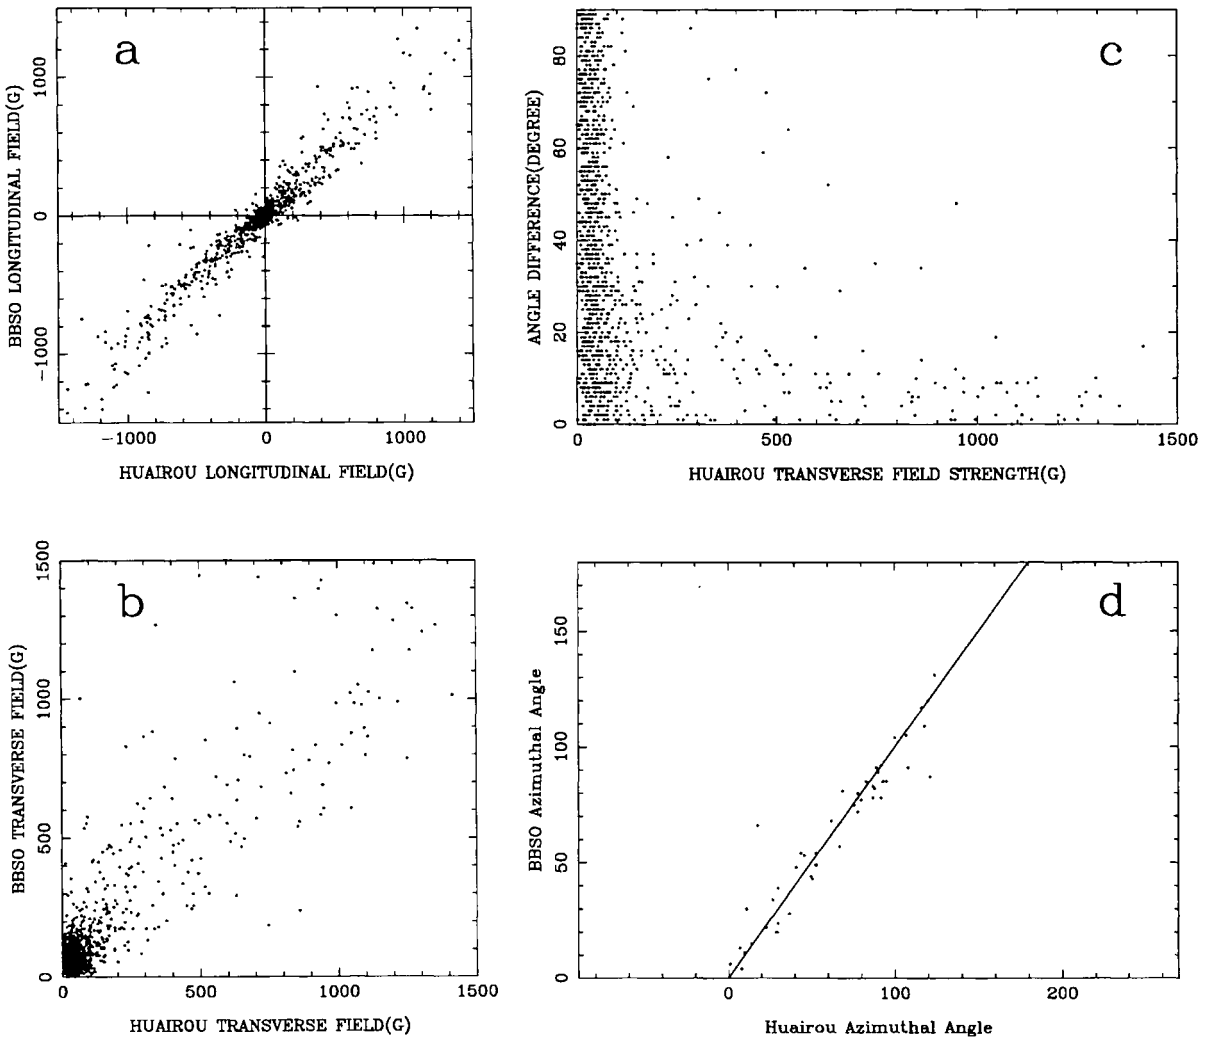 a
BBSO LONGITUDINAL FIELD(G)
1000
0
−1000
−1000 0 1000
HUAIROU LONGITUDINAL FIELD(G)
c
ANGLE DIFFERENCE(DEGREE)
80
60
40
20
0
0 500 1000 1500
HUAIROU TRANSVERSE FIELD STRENGTH(G)
b
BBSO TRANSVERSE FIELD(G)
1500
1000
500
0
0 500 1000 1500
HUAIROU TRANSVERSE FIELD(G)
d
BBSO Azimuthal Angle
150
100
50
0
0 100 200
Huairou Azimuthal Angle